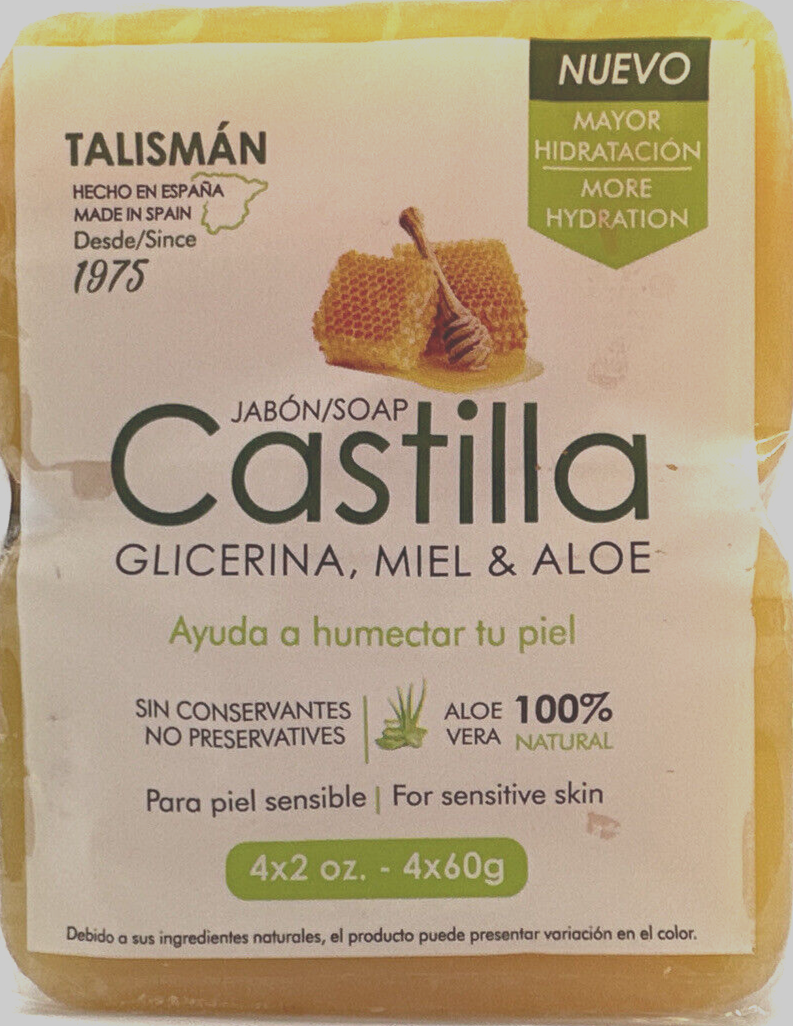 NUEVO
MAYOR
HIDRATACIÓN
MORE
HYDRATION
TALISMÁN
HECHO EN ESPAÑA
MADE IN SPAIN
Desde/Since
1975
JABÓN/SOAP
Castilla
GLICERINA, MIEL & ALOE
Ayuda a humectar tu piel
SIN CONSERVANTES
NO PRESERVATIVES
ALOE VERA
100%
NATURAL
Para piel sensible | For sensitive skin
4x2 oz. - 4x60g
Debido a sus ingredientes naturales, el producto puede presentar variación en el color.